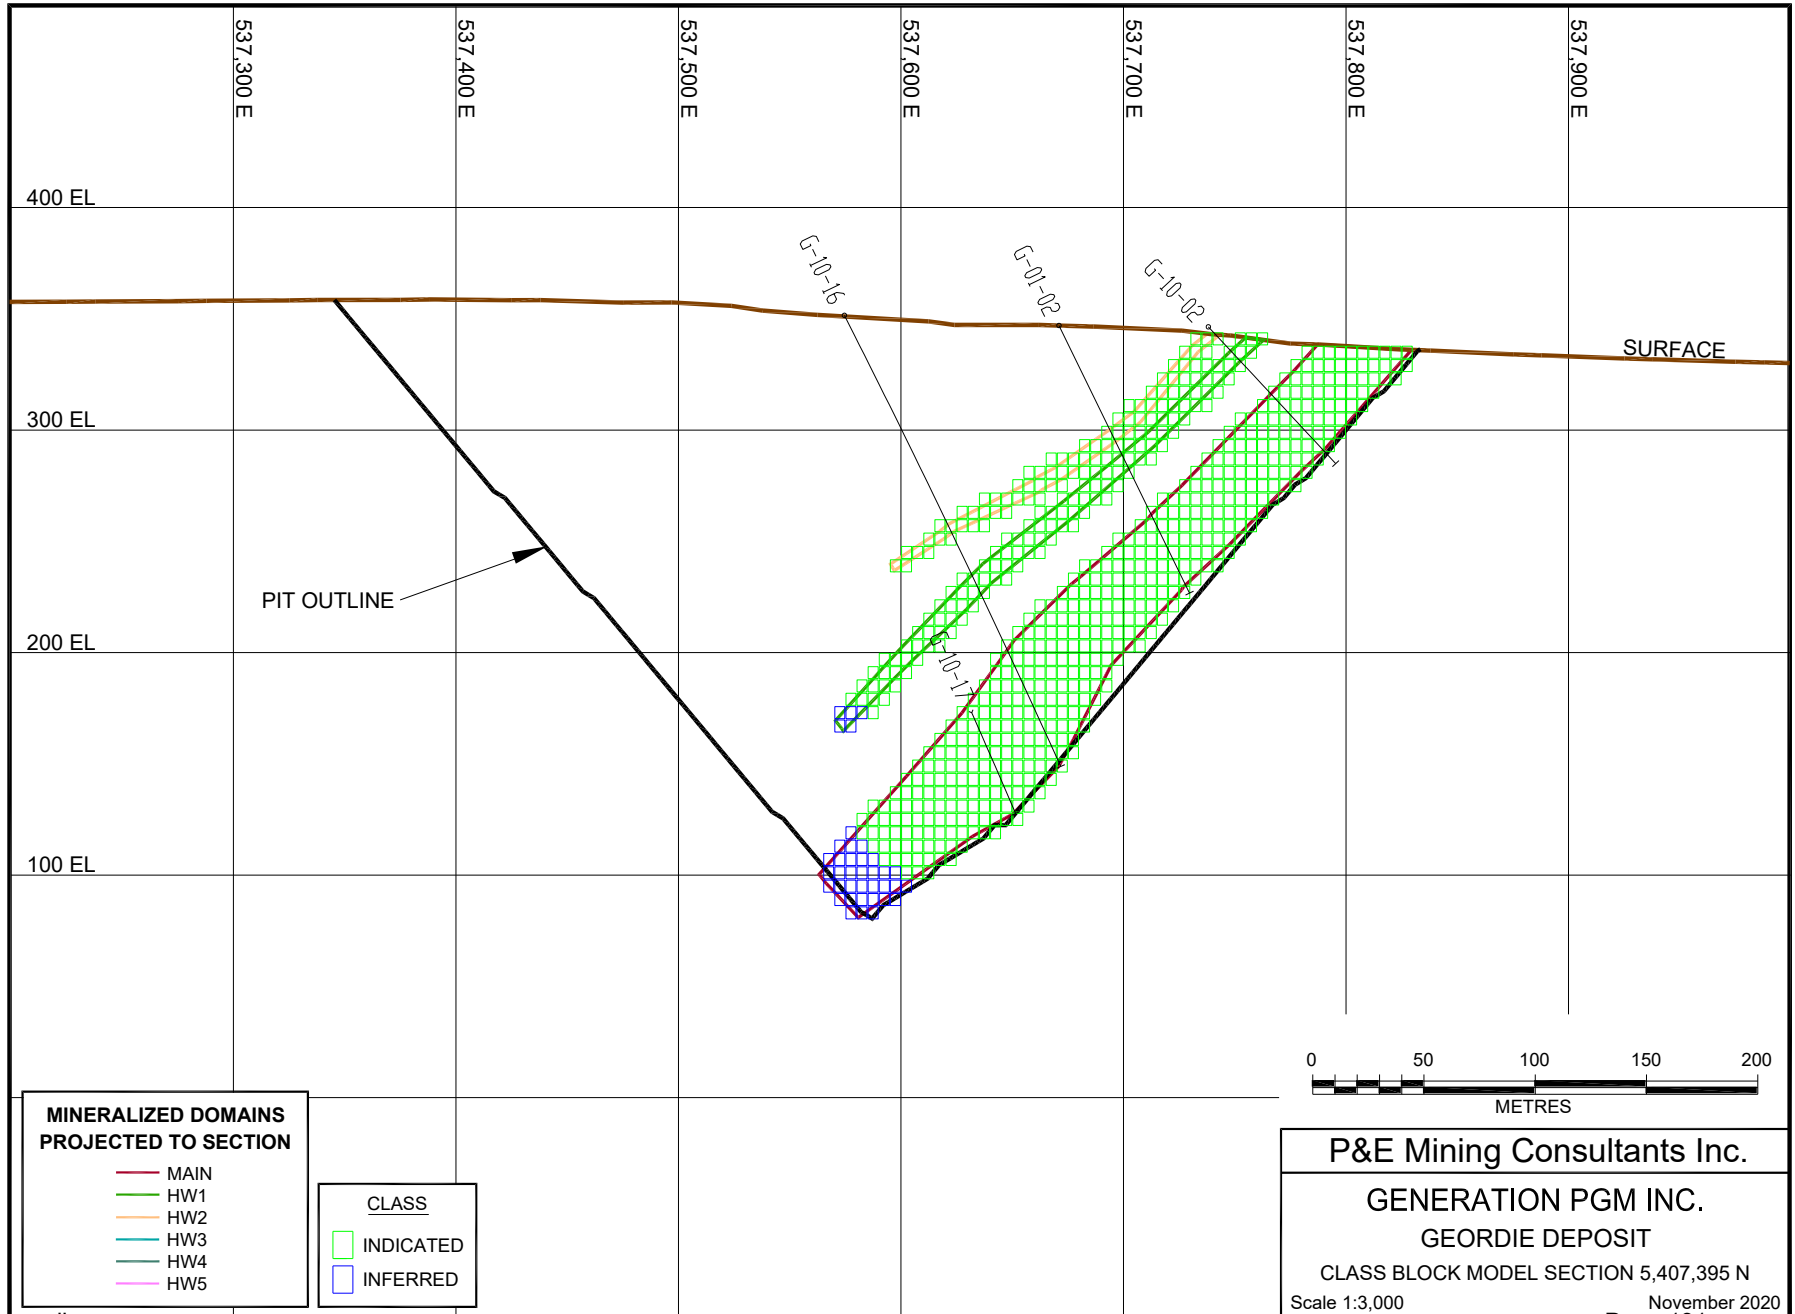 537,300 E
537,400 E
537,500 E
537,600 E
537,700 E
537,800 E
537,900 E
400 EL
G-10-16
G-01-02
G-10-02
SURFACE
300 EL
PIT OUTLINE
200 EL
G-10-17
100 EL
0 50 100 150 200
METRES
MINERALIZED DOMAINS
PROJECTED TO SECTION
MAIN
HW1
HW2
HW3
HW4
HW5
CLASS
INDICATED
INFERRED
P&E Mining Consultants Inc.
GENERATION PGM INC.
GEORDIE DEPOSIT
CLASS BLOCK MODEL SECTION 5,407,395 N
Scale 1:3,000 November 2020